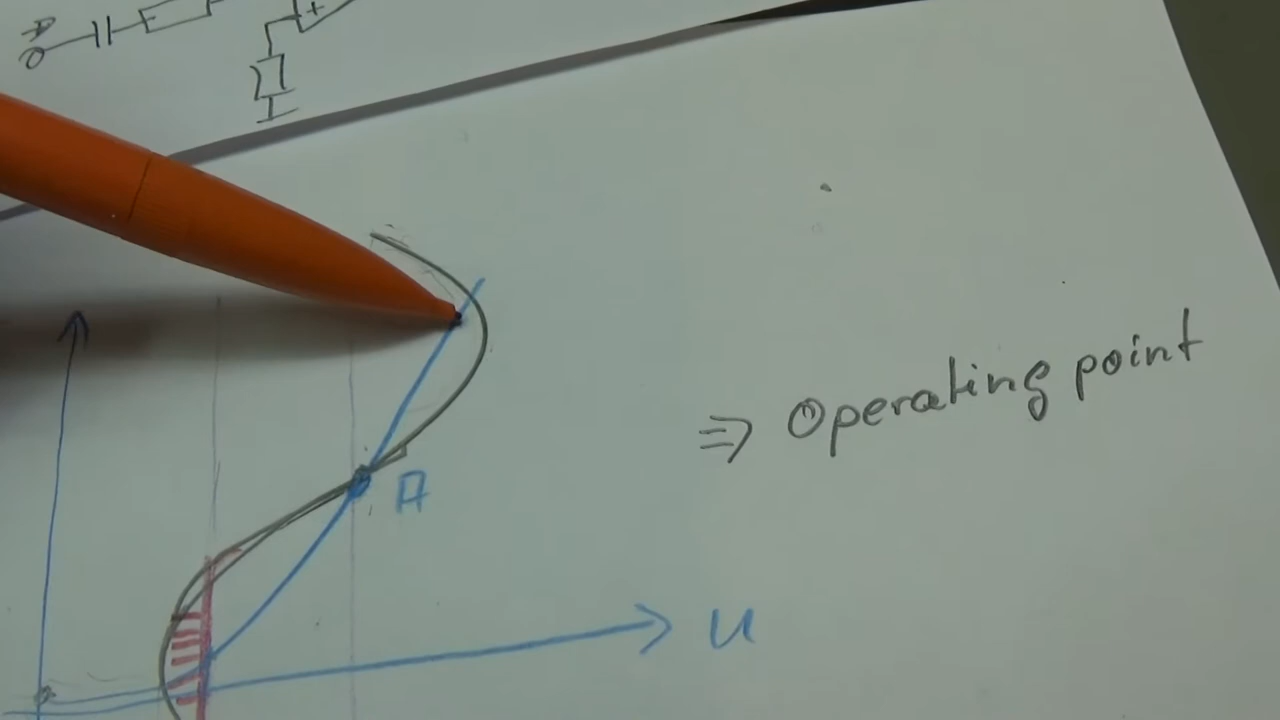 +
⇒ Operating point
A
U